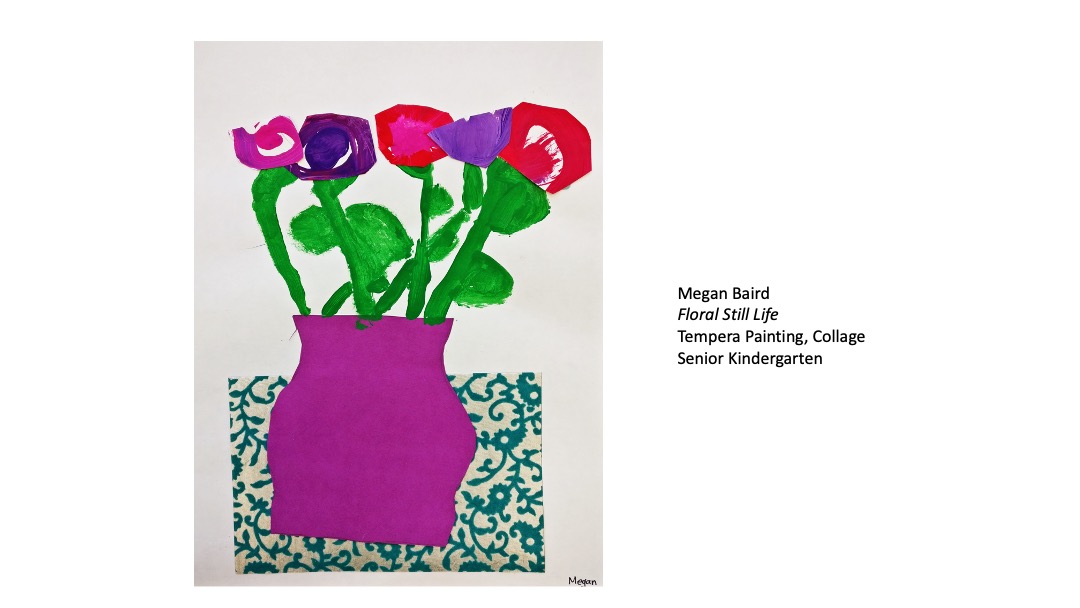 Megan Baird
Floral Still Life
Tempera Painting, Collage
Senior Kindergarten
Megan